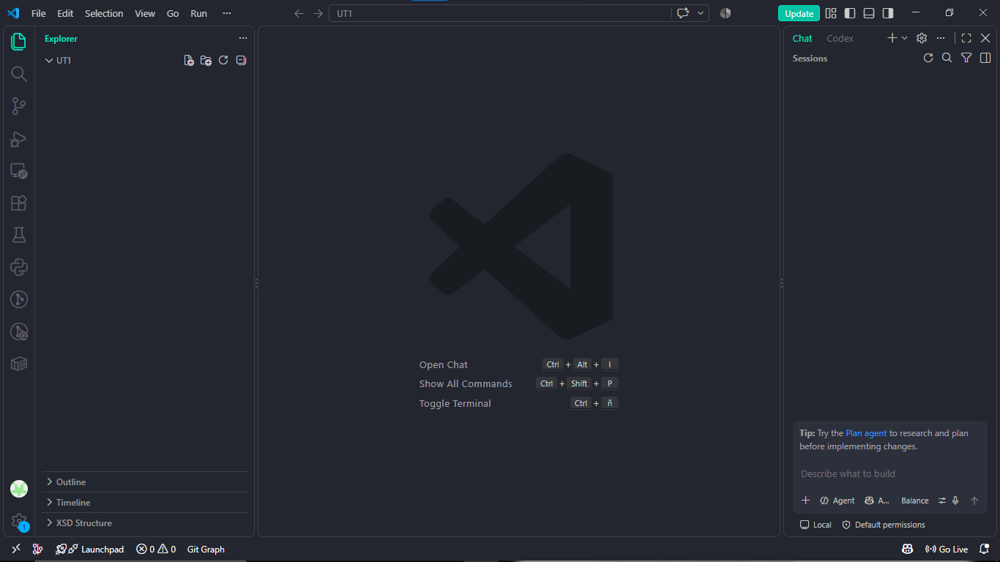 File Edit Selection View Go Run ···
UT1
Update
Explorer
UT1
Chat Codex
Sessions
Open Chat Ctrl + Alt + I
Show All Commands Ctrl + Shift + P
Toggle Terminal Ctrl + ñ
Tip: Try the Plan agent to research and plan
before implementing changes.
Describe what to build
Agent A... Balance
Local Default permissions
Outline
Timeline
XSD Structure
1
Launchpad 0 0 Git Graph
Go Live